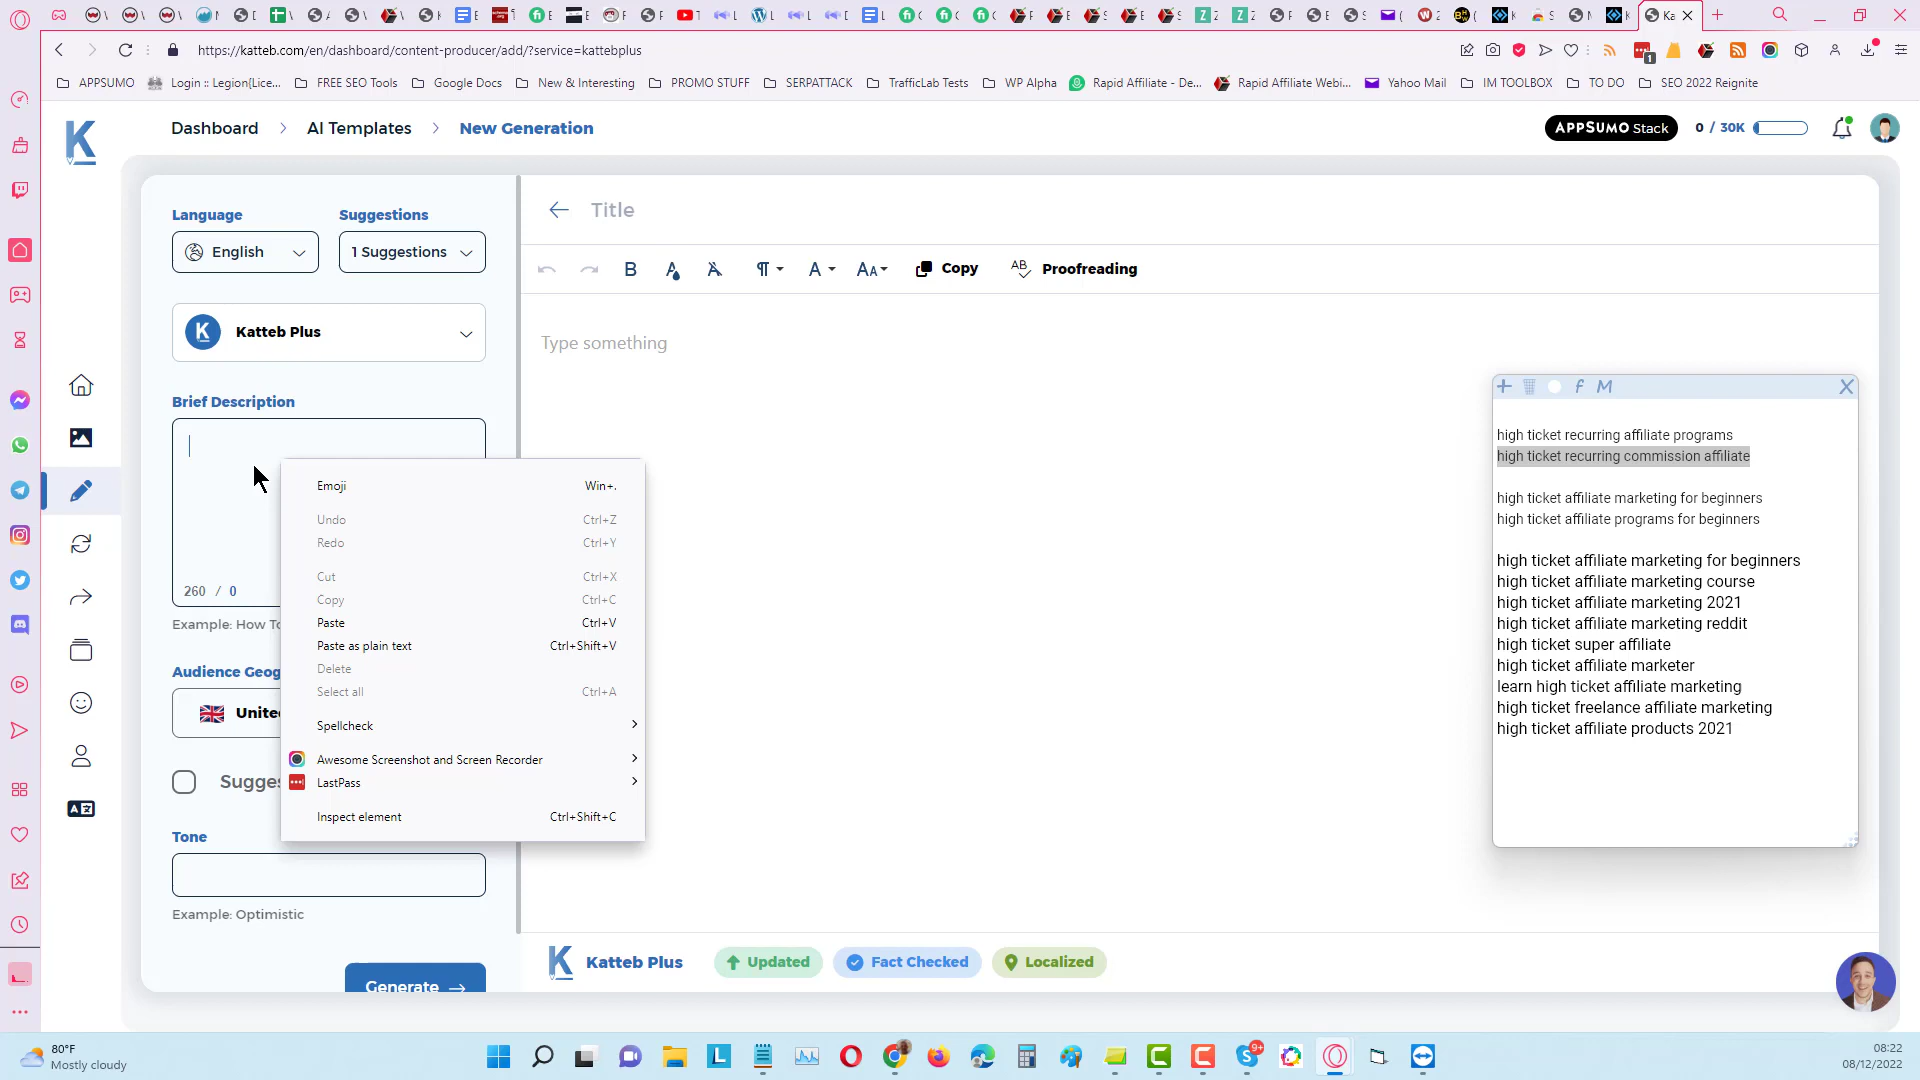 https://katteb.com/en/dashboard/content-producer/add/?service=kattebplus
1
APPSUMO
Login :: Legion{Lice...
FREE SEO Tools
Google Docs
New & Interesting
PROMO STUFF
SERPATTACK
TrafficLab Tests
WP Alpha
Rapid Affiliate - De...
Rapid Affiliate Webi...
Yahoo Mail
IM TOOLBOX
TO DO
SEO 2022 Reignite
Dashboard
AI Templates
New Generation
APPSUMO Stack
0 / 30K
Language
Suggestions
English
1 Suggestions
Katteb Plus
Brief Description
260 / 0
Example: How To
Audience Geog
Unite
Sugges
Tone
Example: Optimistic
Generate
Title
Copy
Proofreading
Type something
Emoji Win+.
Undo Ctrl+Z
Redo Ctrl+Y
Cut Ctrl+X
Copy Ctrl+C
Paste Ctrl+V
Paste as plain text Ctrl+Shift+V
Delete
Select all Ctrl+A
Spellcheck
Awesome Screenshot and Screen Recorder
LastPass
Inspect element Ctrl+Shift+C
high ticket recurring affiliate programs
high ticket recurring commission affiliate
high ticket affiliate marketing for beginners
high ticket affiliate programs for beginners
high ticket affiliate marketing for beginners
high ticket affiliate marketing course
high ticket affiliate marketing 2021
high ticket affiliate marketing reddit
high ticket super affiliate
high ticket affiliate marketer
learn high ticket affiliate marketing
high ticket freelance affiliate marketing
high ticket affiliate products 2021
Katteb Plus
Updated
Fact Checked
Localized
80°F
Mostly cloudy
9+
08:22
08/12/2022